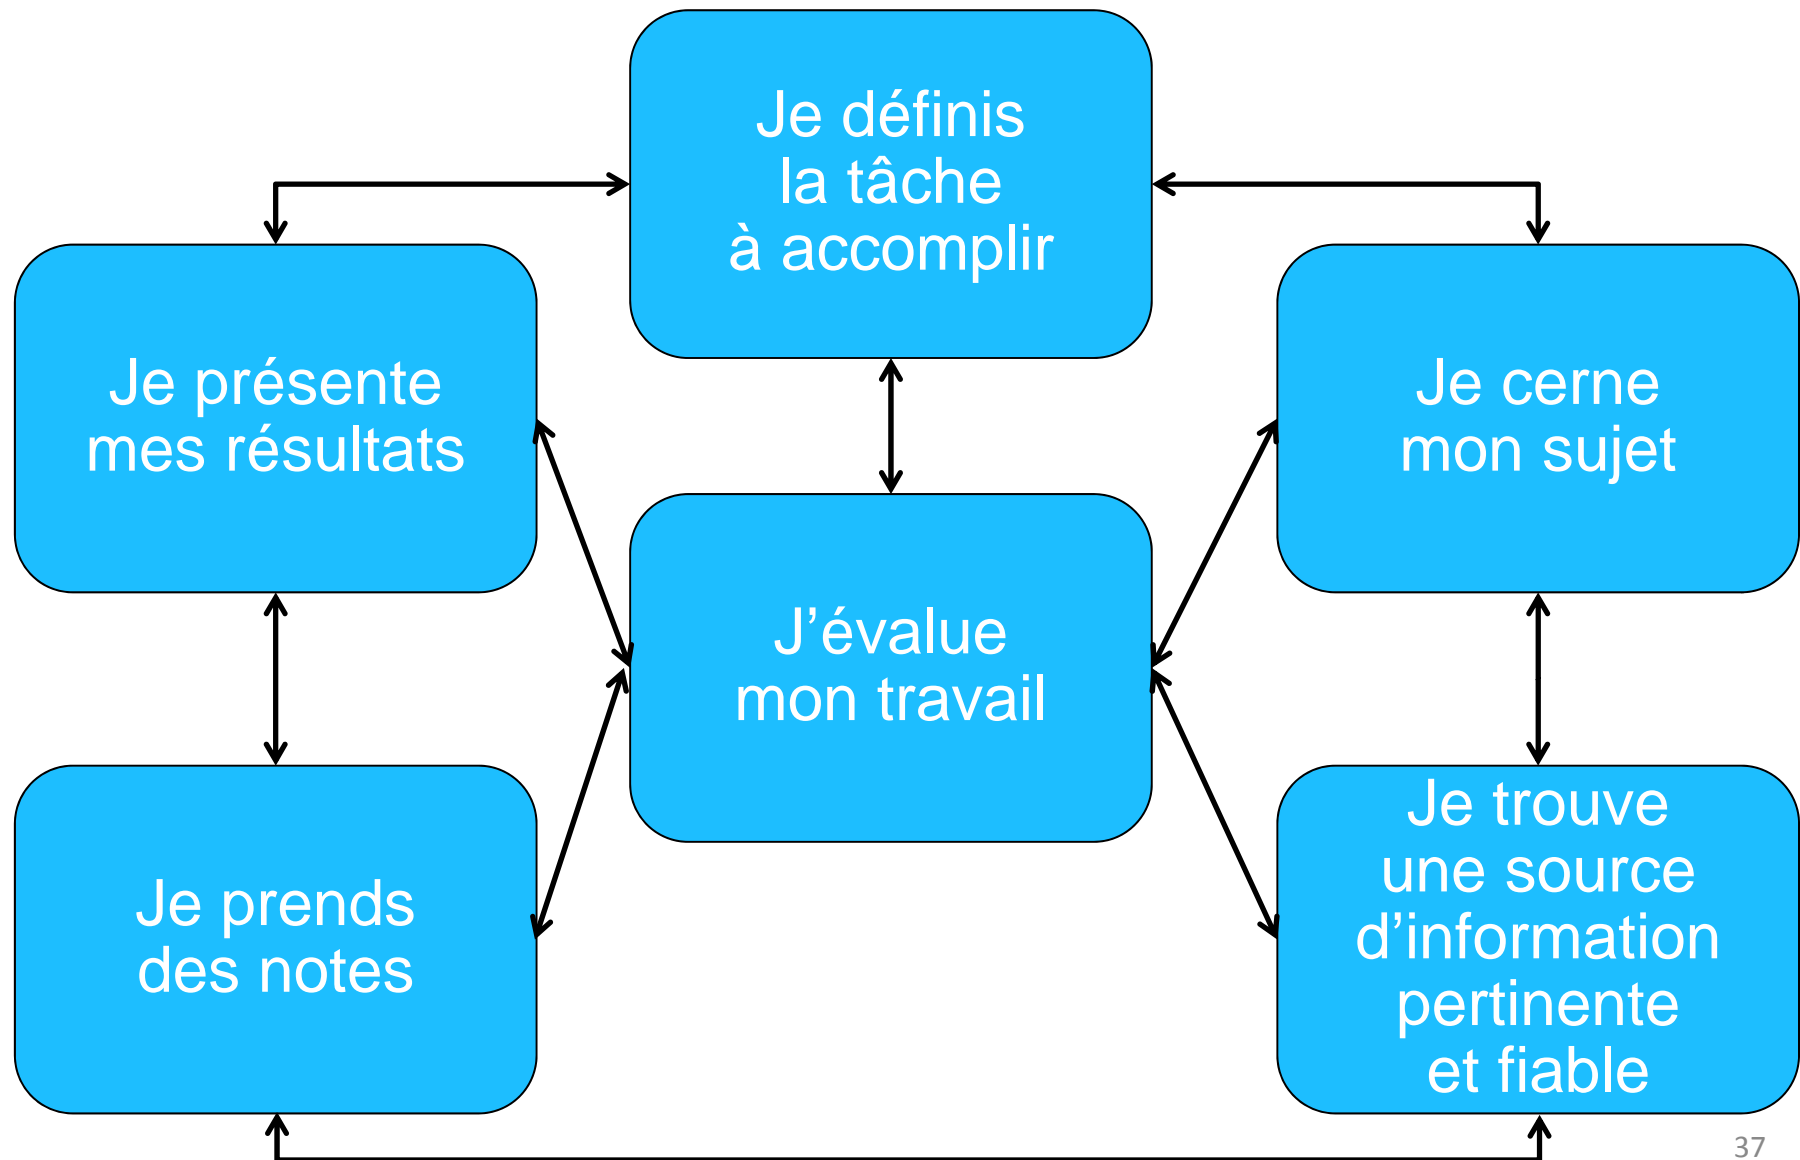 Je définis
la tâche
à accomplir
Je présente
mes résultats
Je cerne
mon sujet
J’évalue
mon travail
Je prends
des notes
Je trouve
une source
d’information
pertinente
et fiable
37